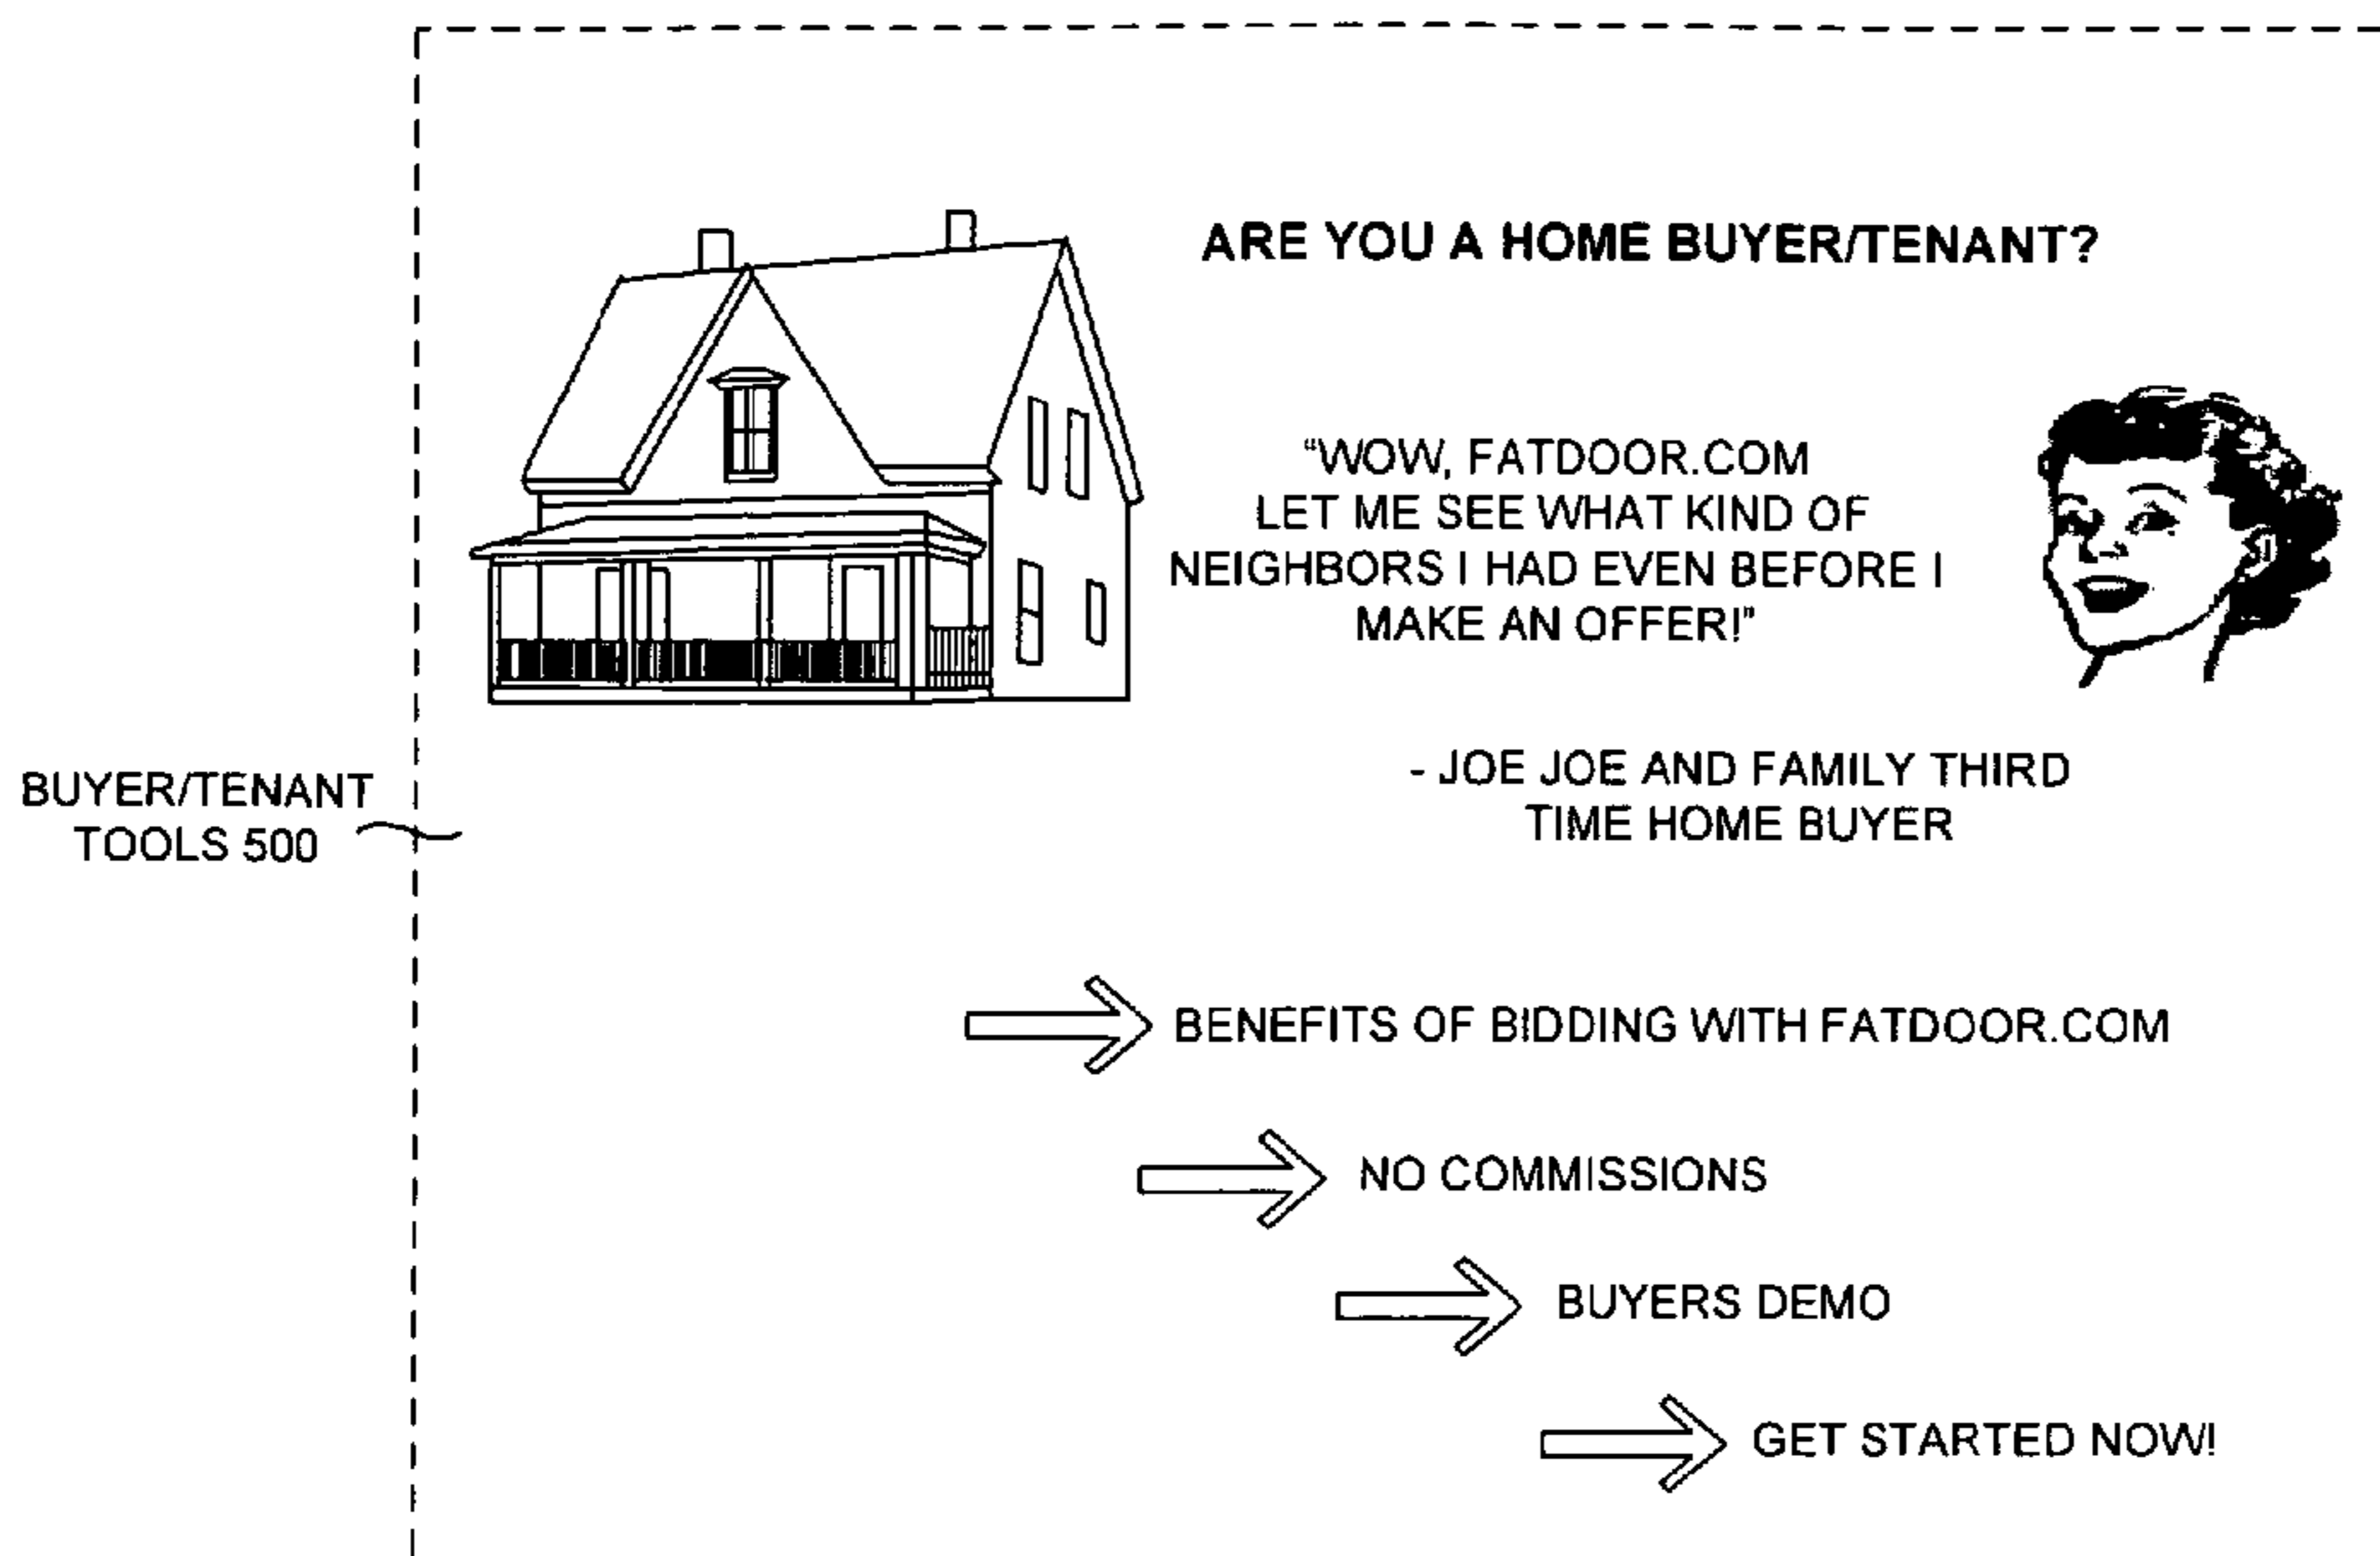 ARE YOU A HOME BUYER/TENANT?
"WOW, FATDOOR.COM
LET ME SEE WHAT KIND OF
NEIGHBORS I HAD EVEN BEFORE I
MAKE AN OFFER!"
- JOE JOE AND FAMILY THIRD
TIME HOME BUYER
BUYER/TENANT
TOOLS 500
BENEFITS OF BIDDING WITH FATDOOR.COM
NO COMMISSIONS
BUYERS DEMO
GET STARTED NOW!